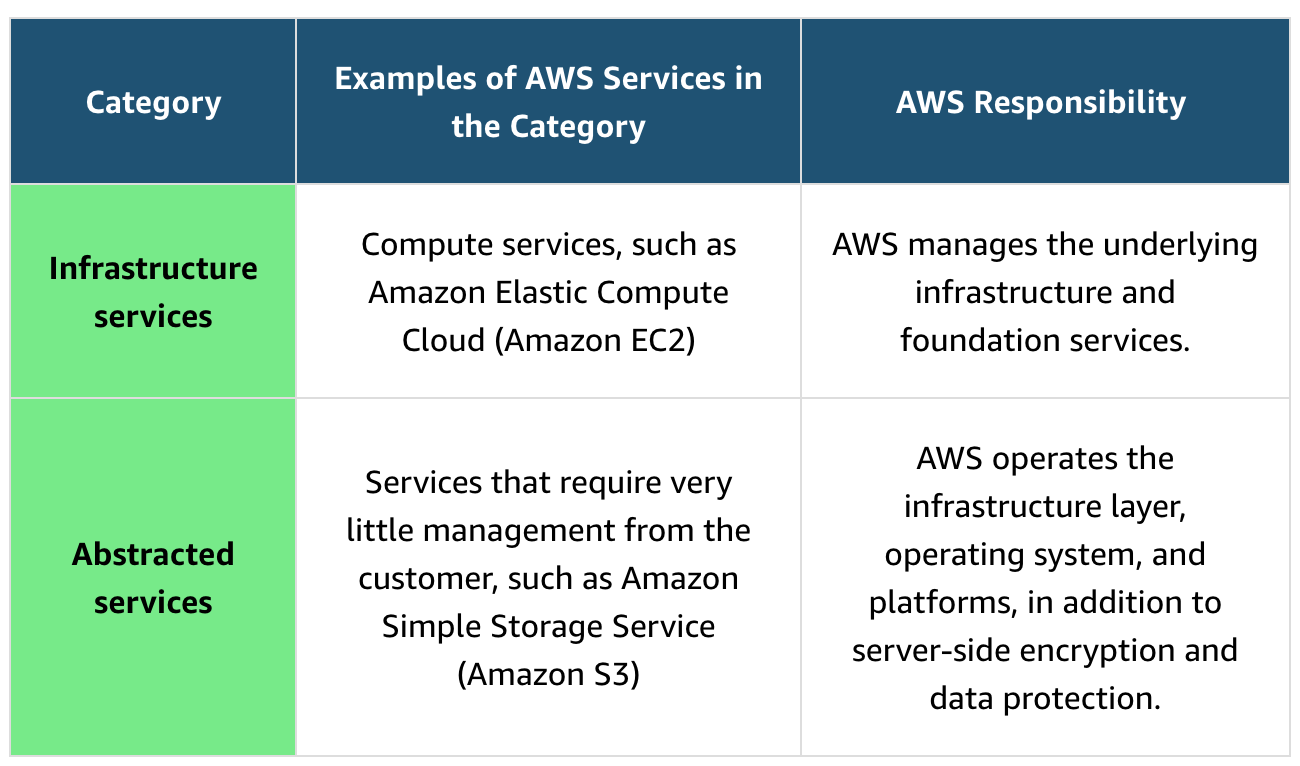 Category
Examples of AWS Services in
the Category
AWS Responsibility
Infrastructure
services
Compute services, such as
Amazon Elastic Compute
Cloud (Amazon EC2)
AWS manages the underlying
infrastructure and
foundation services.
Abstracted
services
Services that require very
little management from the
customer, such as Amazon
Simple Storage Service
(Amazon S3)
AWS operates the
infrastructure layer,
operating system, and
platforms, in addition to
server-side encryption and
data protection.